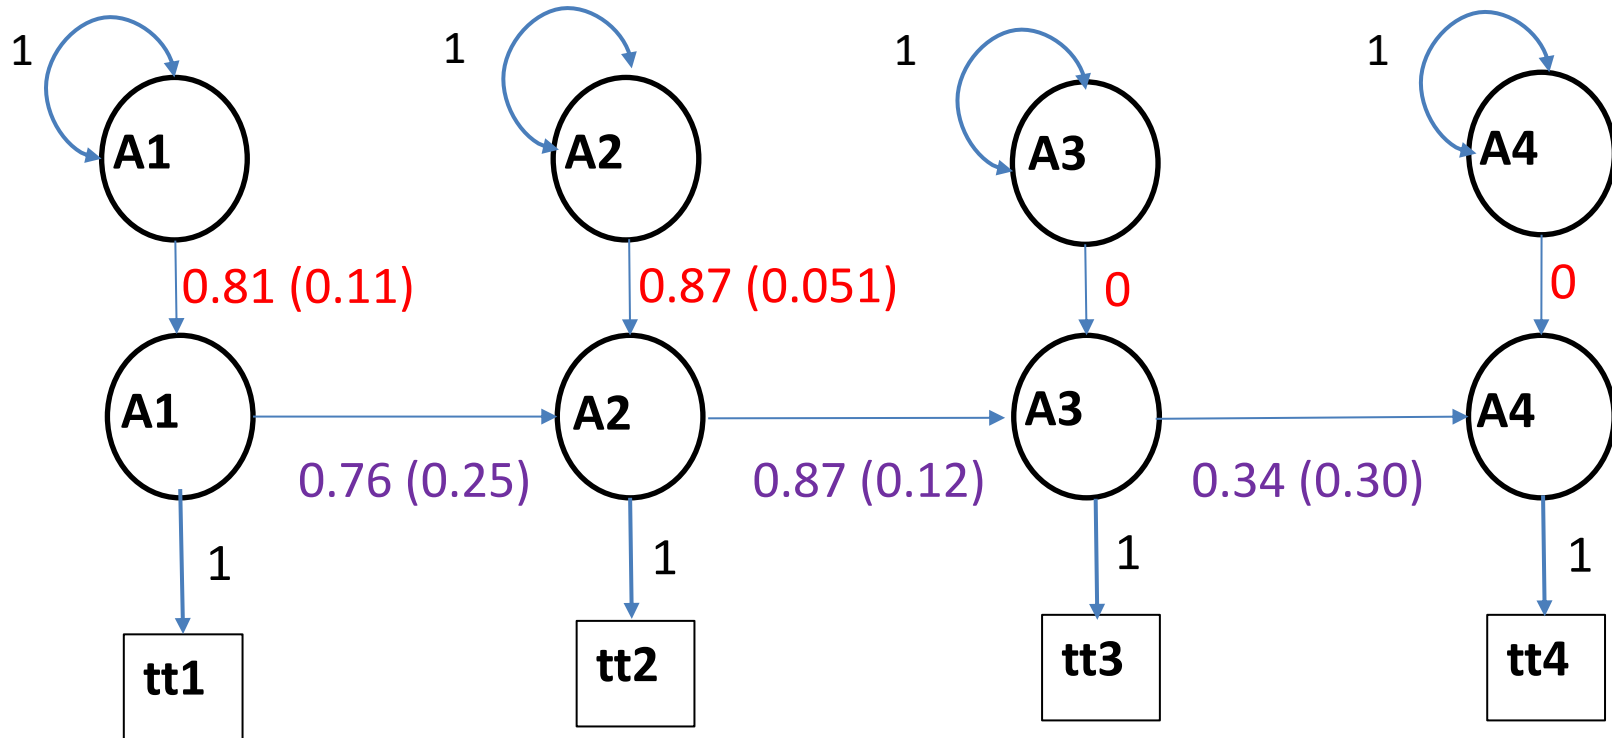 1 1 1 1
A1 A2 A3 A4
0.81 (0.11) 0.87 (0.051) 0 0
A1 A2 A3 A4
0.76 (0.25) 0.87 (0.12) 0.34 (0.30)
1 1 1 1
tt1 tt2 tt3 tt4